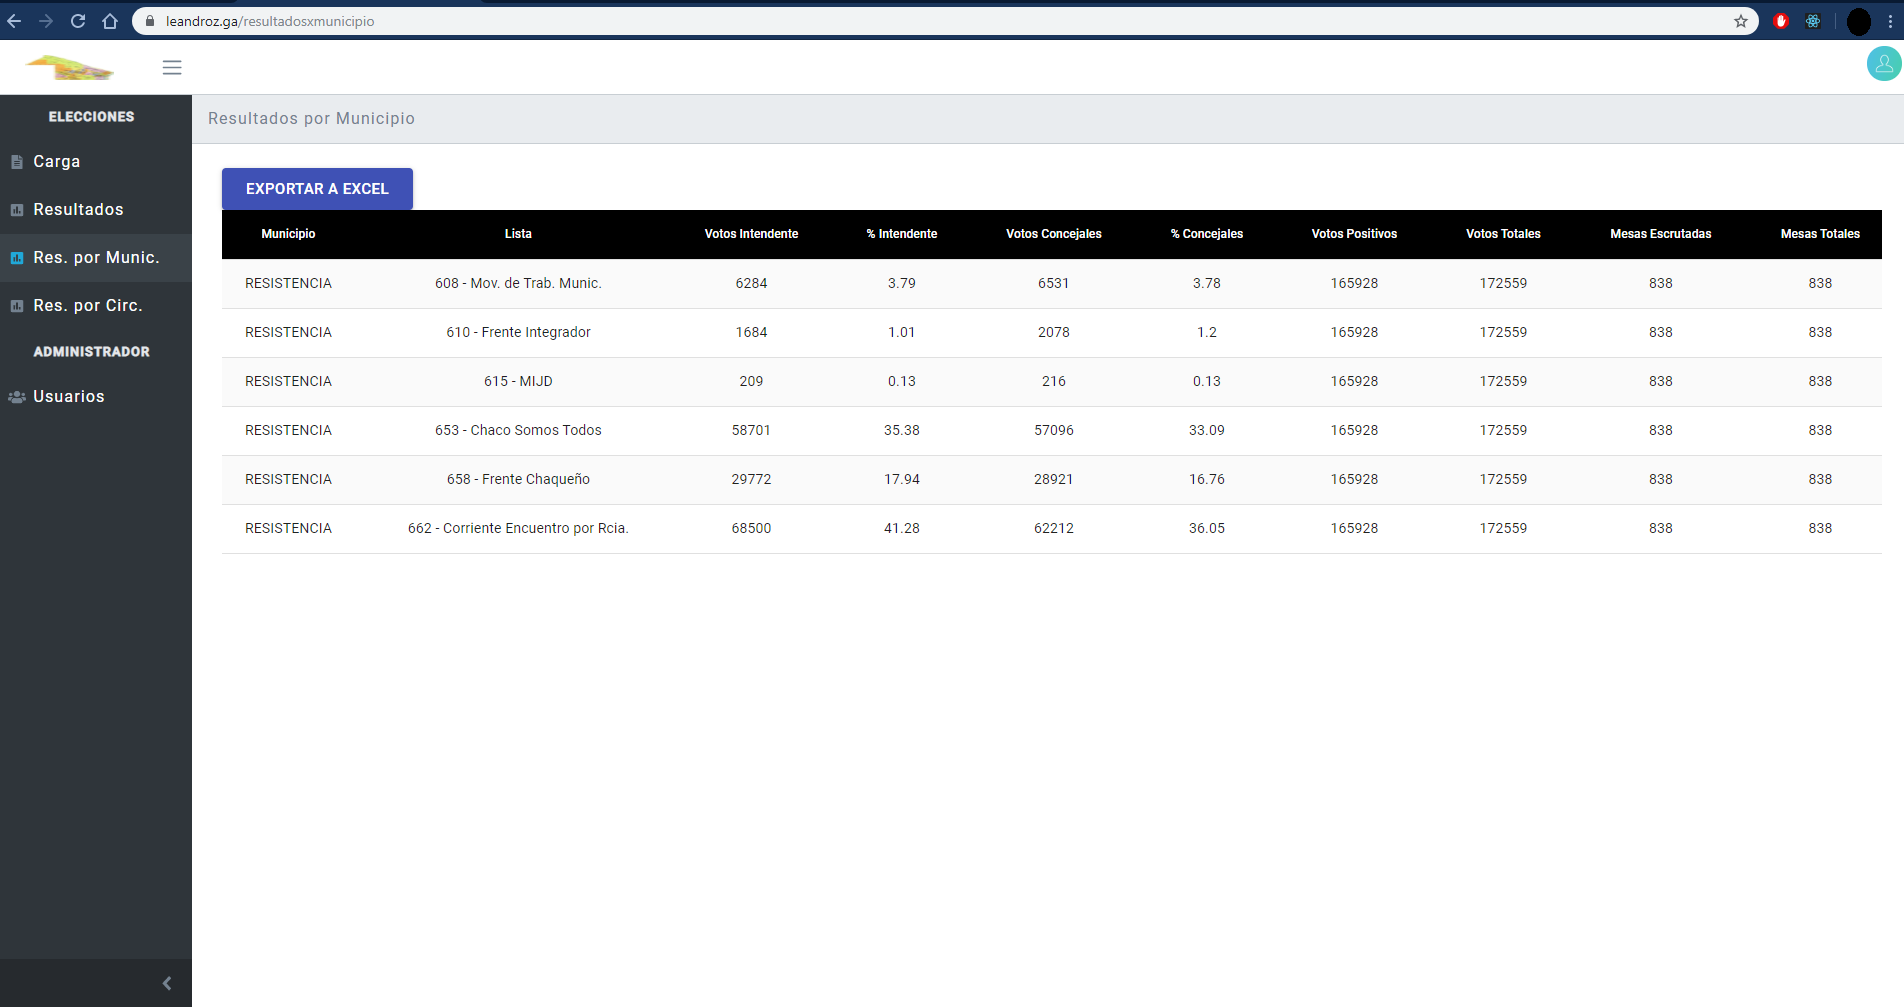 leandroz.ga/resultadosxmunicipio
ELECCIONES
Carga
Resultados
Res. por Munic.
Res. por Circ.
ADMINISTRADOR
Usuarios
Resultados por Municipio
EXPORTAR A EXCEL
Municipio Lista Votos Intendente % Intendente Votos Concejales % Concejales Votos Positivos Votos Totales Mesas Escrutadas Mesas Totales
RESISTENCIA 608 - Mov. de Trab. Munic. 6284 3.79 6531 3.78 165928 172559 838 838
RESISTENCIA 610 - Frente Integrador 1684 1.01 2078 1.2 165928 172559 838 838
RESISTENCIA 615 - MIJD 209 0.13 216 0.13 165928 172559 838 838
RESISTENCIA 653 - Chaco Somos Todos 58701 35.38 57096 33.09 165928 172559 838 838
RESISTENCIA 658 - Frente Chaqueño 29772 17.94 28921 16.76 165928 172559 838 838
RESISTENCIA 662 - Corriente Encuentro por Rcia. 68500 41.28 62212 36.05 165928 172559 838 838